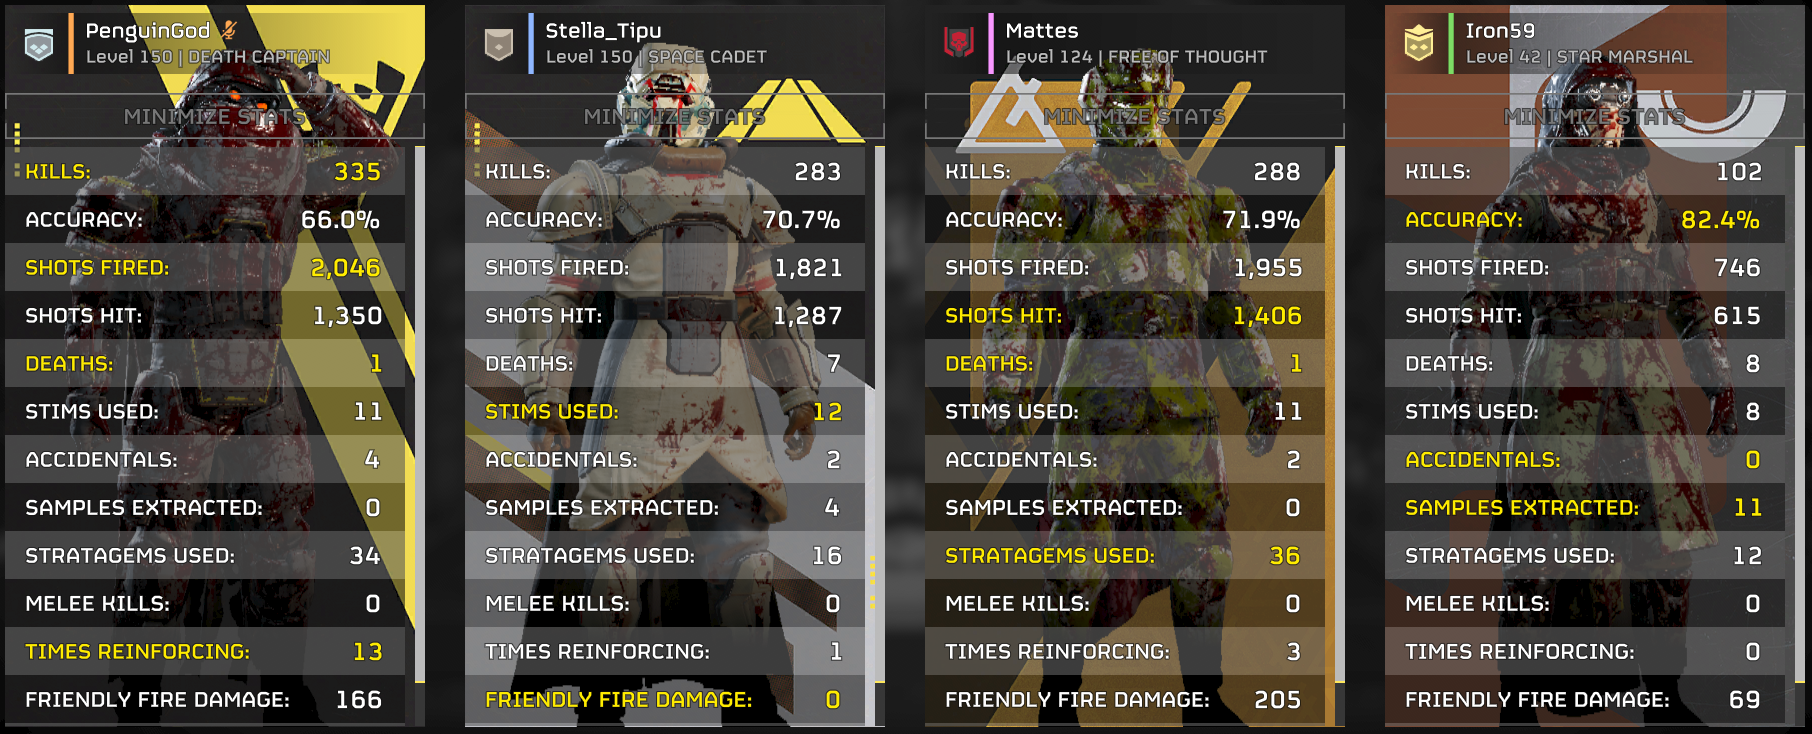 PenguinGod
Level 150 | DEATH CAPTAIN
MINIMIZE STATS
KILLS: 335
ACCURACY: 66.0%
SHOTS FIRED: 2,046
SHOTS HIT: 1,350
DEATHS: 1
STIMS USED: 11
ACCIDENTALS: 4
SAMPLES EXTRACTED: 0
STRATAGEMS USED: 34
MELEE KILLS: 0
TIMES REINFORCING: 13
FRIENDLY FIRE DAMAGE: 166
Stella_Tipu
Level 150 | SPACE CADET
MINIMIZE STATS
KILLS: 283
ACCURACY: 70.7%
SHOTS FIRED: 1,821
SHOTS HIT: 1,287
DEATHS: 7
STIMS USED: 12
ACCIDENTALS: 2
SAMPLES EXTRACTED: 4
STRATAGEMS USED: 16
MELEE KILLS: 0
TIMES REINFORCING: 1
FRIENDLY FIRE DAMAGE: 0
Mattes
Level 124 | FREE OF THOUGHT
MINIMIZE STATS
KILLS: 288
ACCURACY: 71.9%
SHOTS FIRED: 1,955
SHOTS HIT: 1,406
DEATHS: 1
STIMS USED: 11
ACCIDENTALS: 2
SAMPLES EXTRACTED: 0
STRATAGEMS USED: 36
MELEE KILLS: 0
TIMES REINFORCING: 3
FRIENDLY FIRE DAMAGE: 205
Iron59
Level 42 | STAR MARSHAL
MINIMIZE STATS
KILLS: 102
ACCURACY: 82.4%
SHOTS FIRED: 746
SHOTS HIT: 615
DEATHS: 8
STIMS USED: 8
ACCIDENTALS: 0
SAMPLES EXTRACTED: 11
STRATAGEMS USED: 12
MELEE KILLS: 0
TIMES REINFORCING: 0
FRIENDLY FIRE DAMAGE: 69